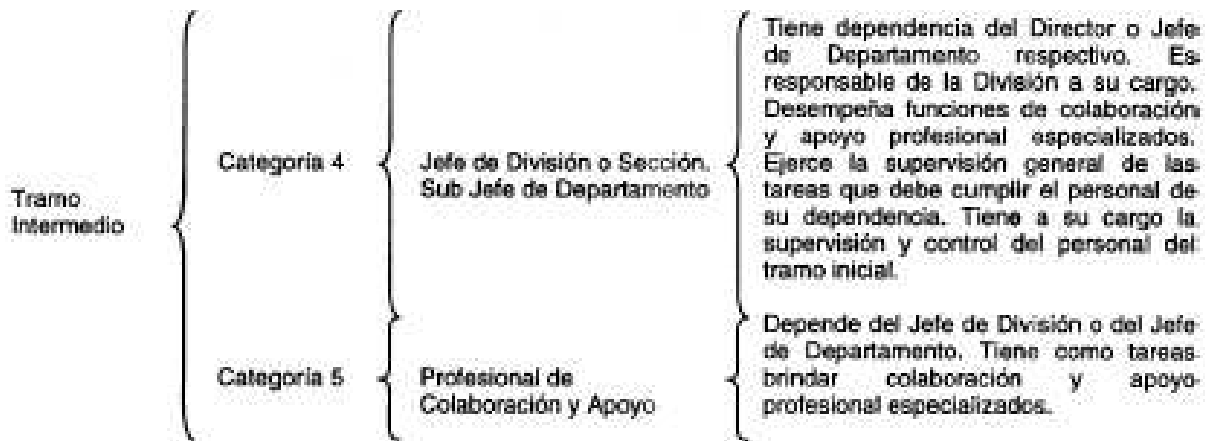 Tramo
Intermedio
Categoría 4
Jefe de División o Sección.
Sub Jefe de Departamento
Tiene dependencia del Director o Jefe
de Departamento respectivo. Es
responsable de la División a su cargo.
Desempeña funciones de colaboración
y apoyo profesional especializados.
Ejerce la supervisión general de las
tareas que debe cumplir el personal de
su dependencia. Tiene a su cargo la
supervisión y control del personal del
tramo inicial.
Categoría 5
Profesional de
Colaboración y Apoyo
Depende del Jefe de División o del Jefe
de Departamento. Tiene como tareas
brindar colaboración y apoyo
profesional especializados.